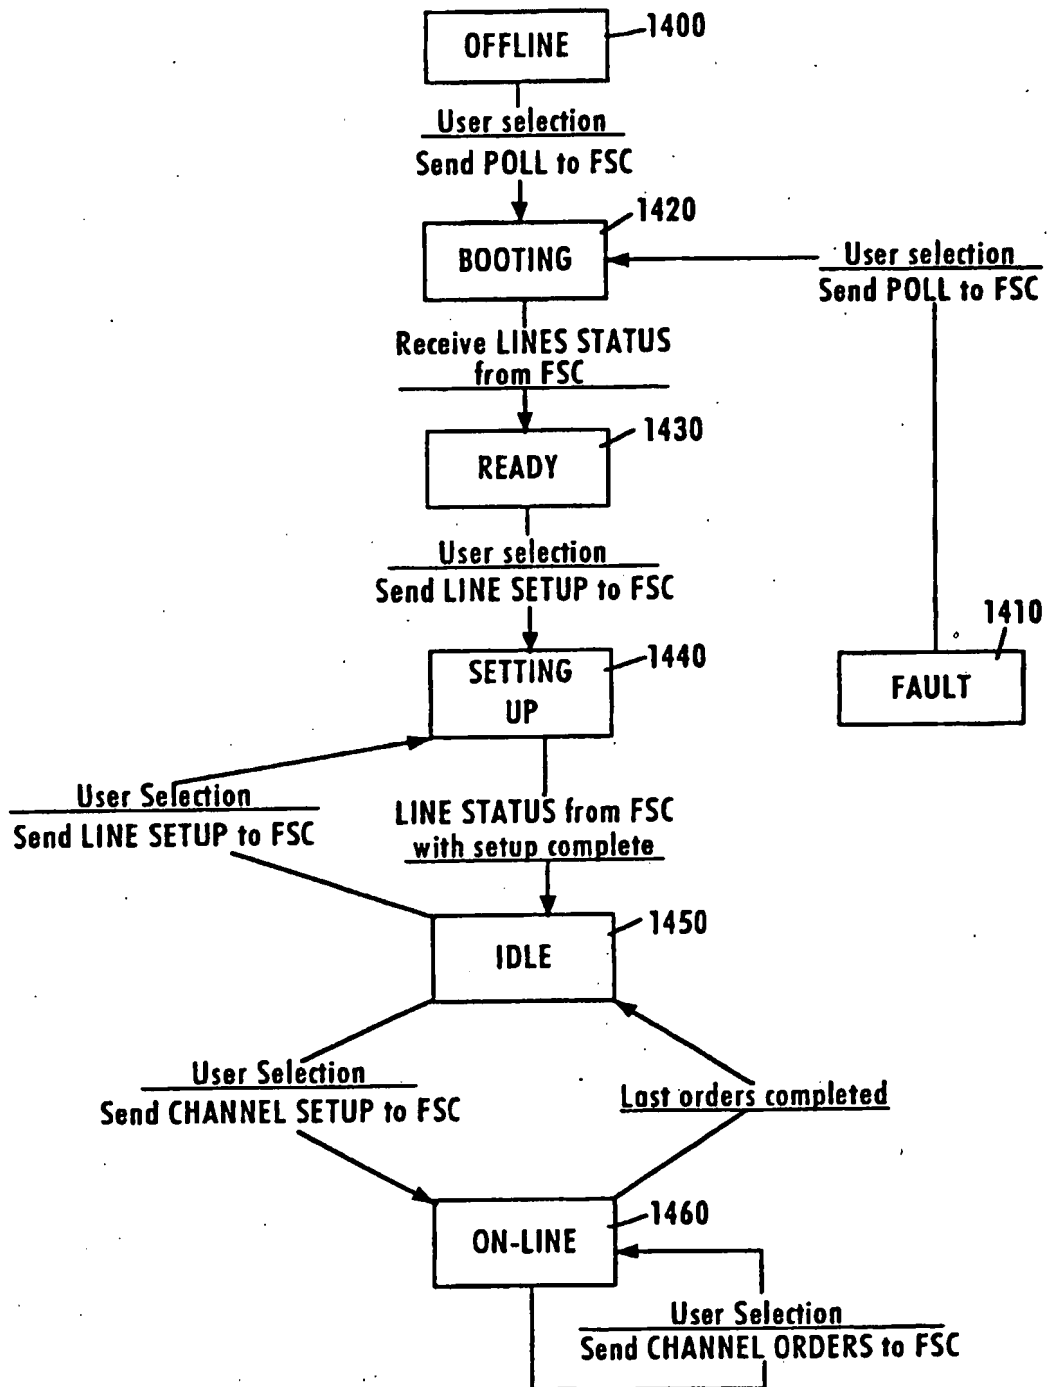 OFFLINE
1400
User selection
Send POLL to FSC
1420
BOOTING
User selection
Send POLL to FSC
Receive LINES STATUS
from FSC
1430
READY
User selection
Send LINE SETUP to FSC
1410
FAULT
1440
SETTING
UP
User Selection
Send LINE SETUP to FSC
LINE STATUS from FSC
with setup complete
1450
IDLE
User Selection
Send CHANNEL SETUP to FSC
Last orders completed
1460
ON-LINE
User Selection
Send CHANNEL ORDERS to FSC